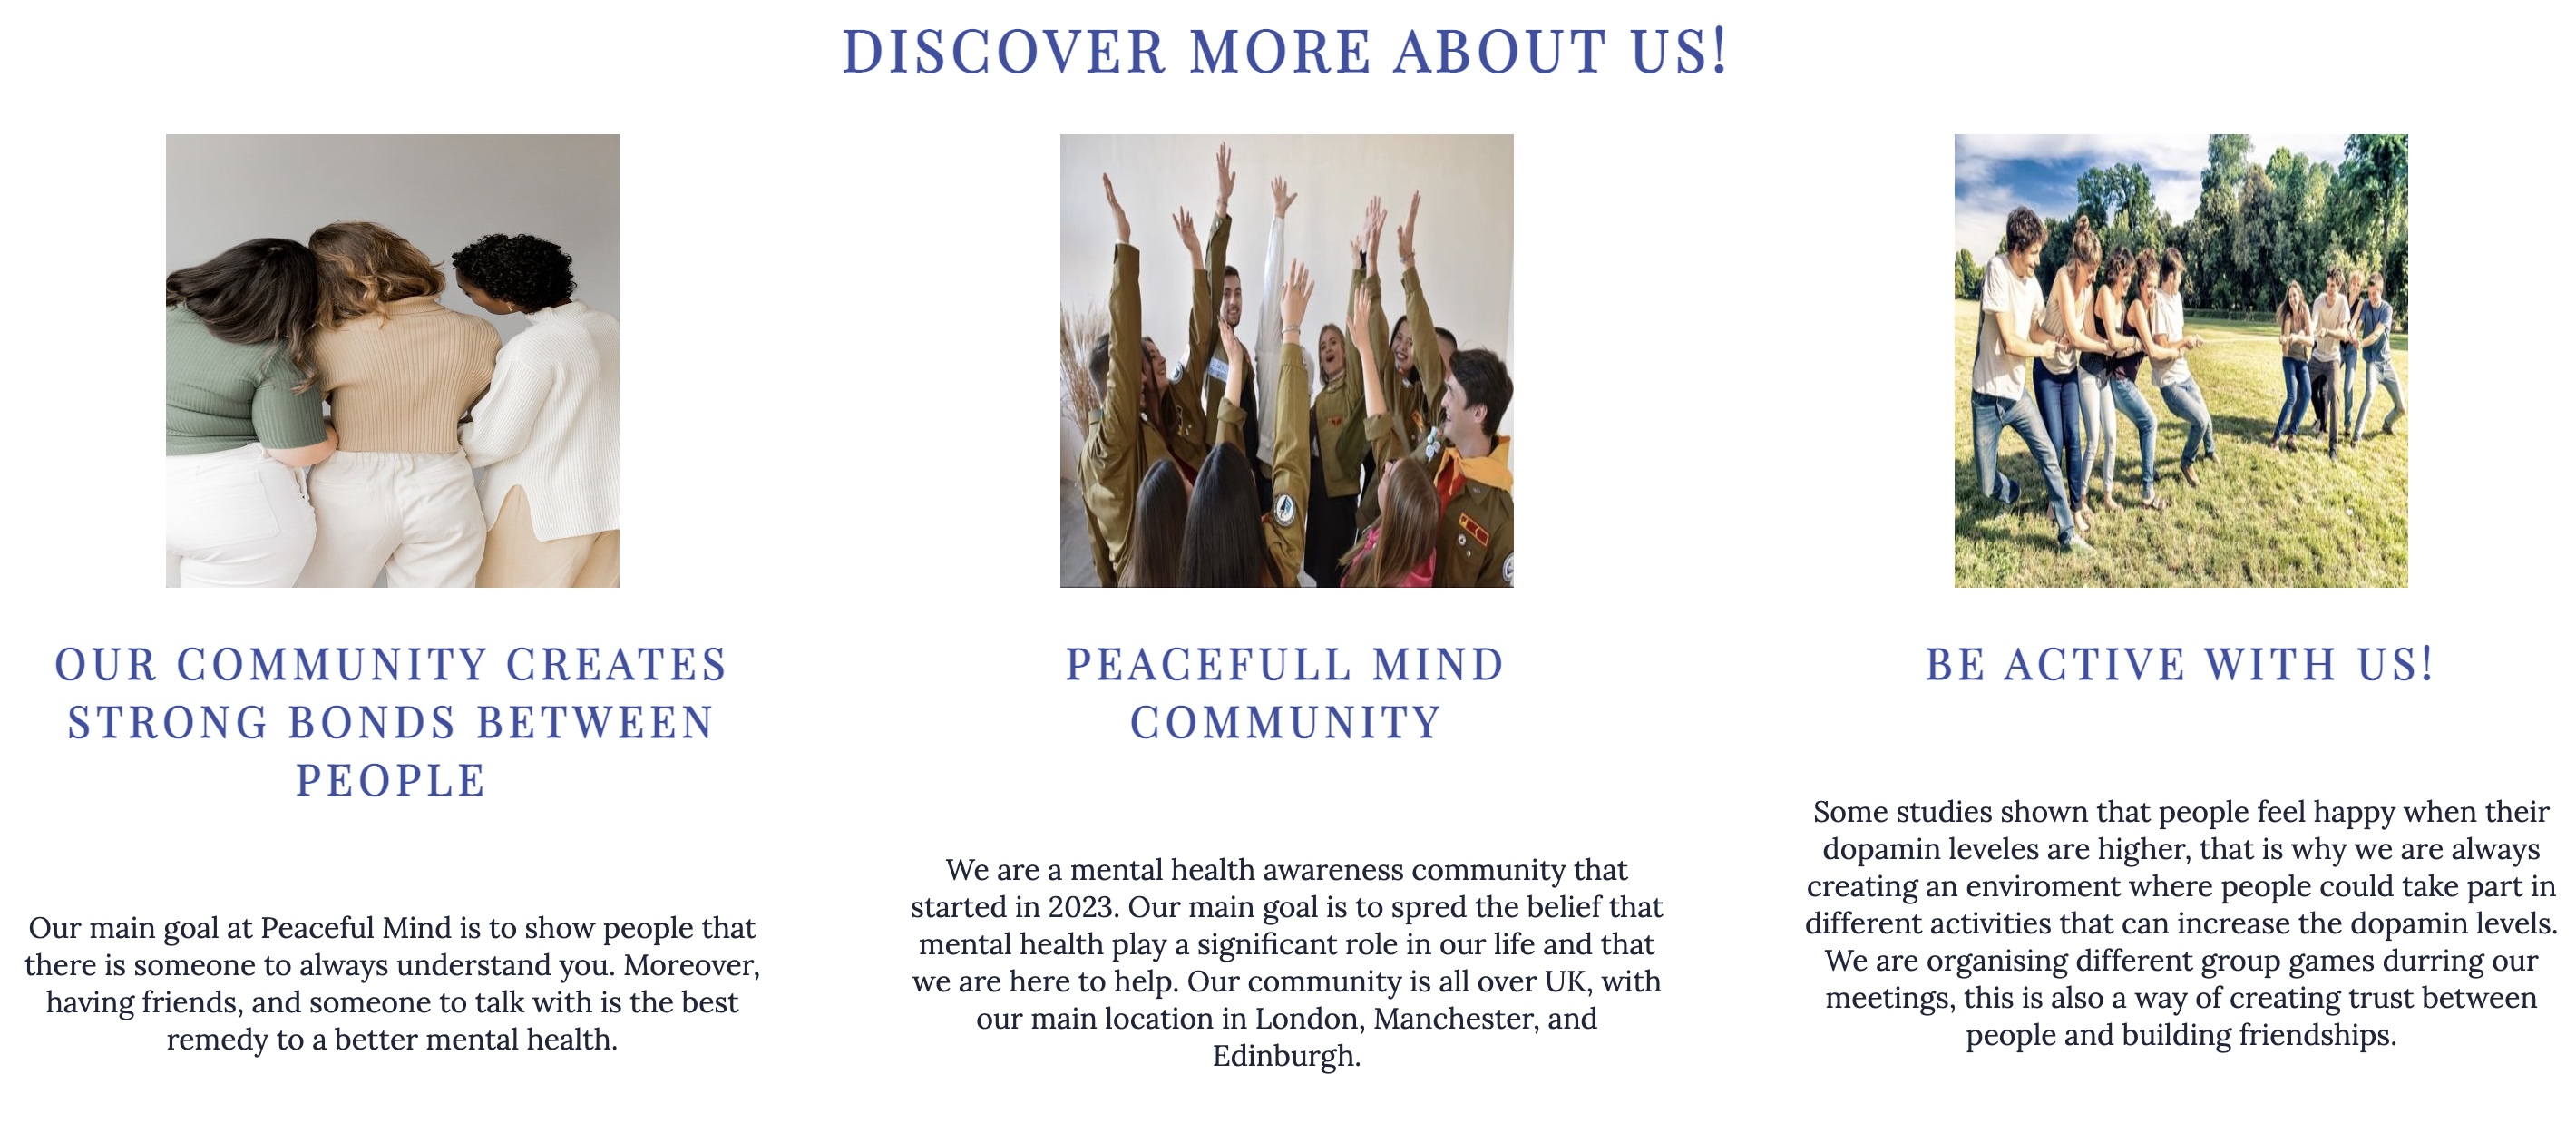 DISCOVER MORE ABOUT US!
OUR COMMUNITY CREATES
STRONG BONDS BETWEEN
PEOPLE
Our main goal at Peaceful Mind is to show people that
there is someone to always understand you. Moreover,
having friends, and someone to talk with is the best
remedy to a better mental health.
PEACEFULL MIND
COMMUNITY
We are a mental health awareness community that
started in 2023. Our main goal is to spred the belief that
mental health play a significant role in our life and that
we are here to help. Our community is all over UK, with
our main location in London, Manchester, and
Edinburgh.
BE ACTIVE WITH US!
Some studies shown that people feel happy when their
dopamin leveles are higher, that is why we are always
creating an enviroment where people could take part in
different activities that can increase the dopamin levels.
We are organising different group games durring our
meetings, this is also a way of creating trust between
people and building friendships.